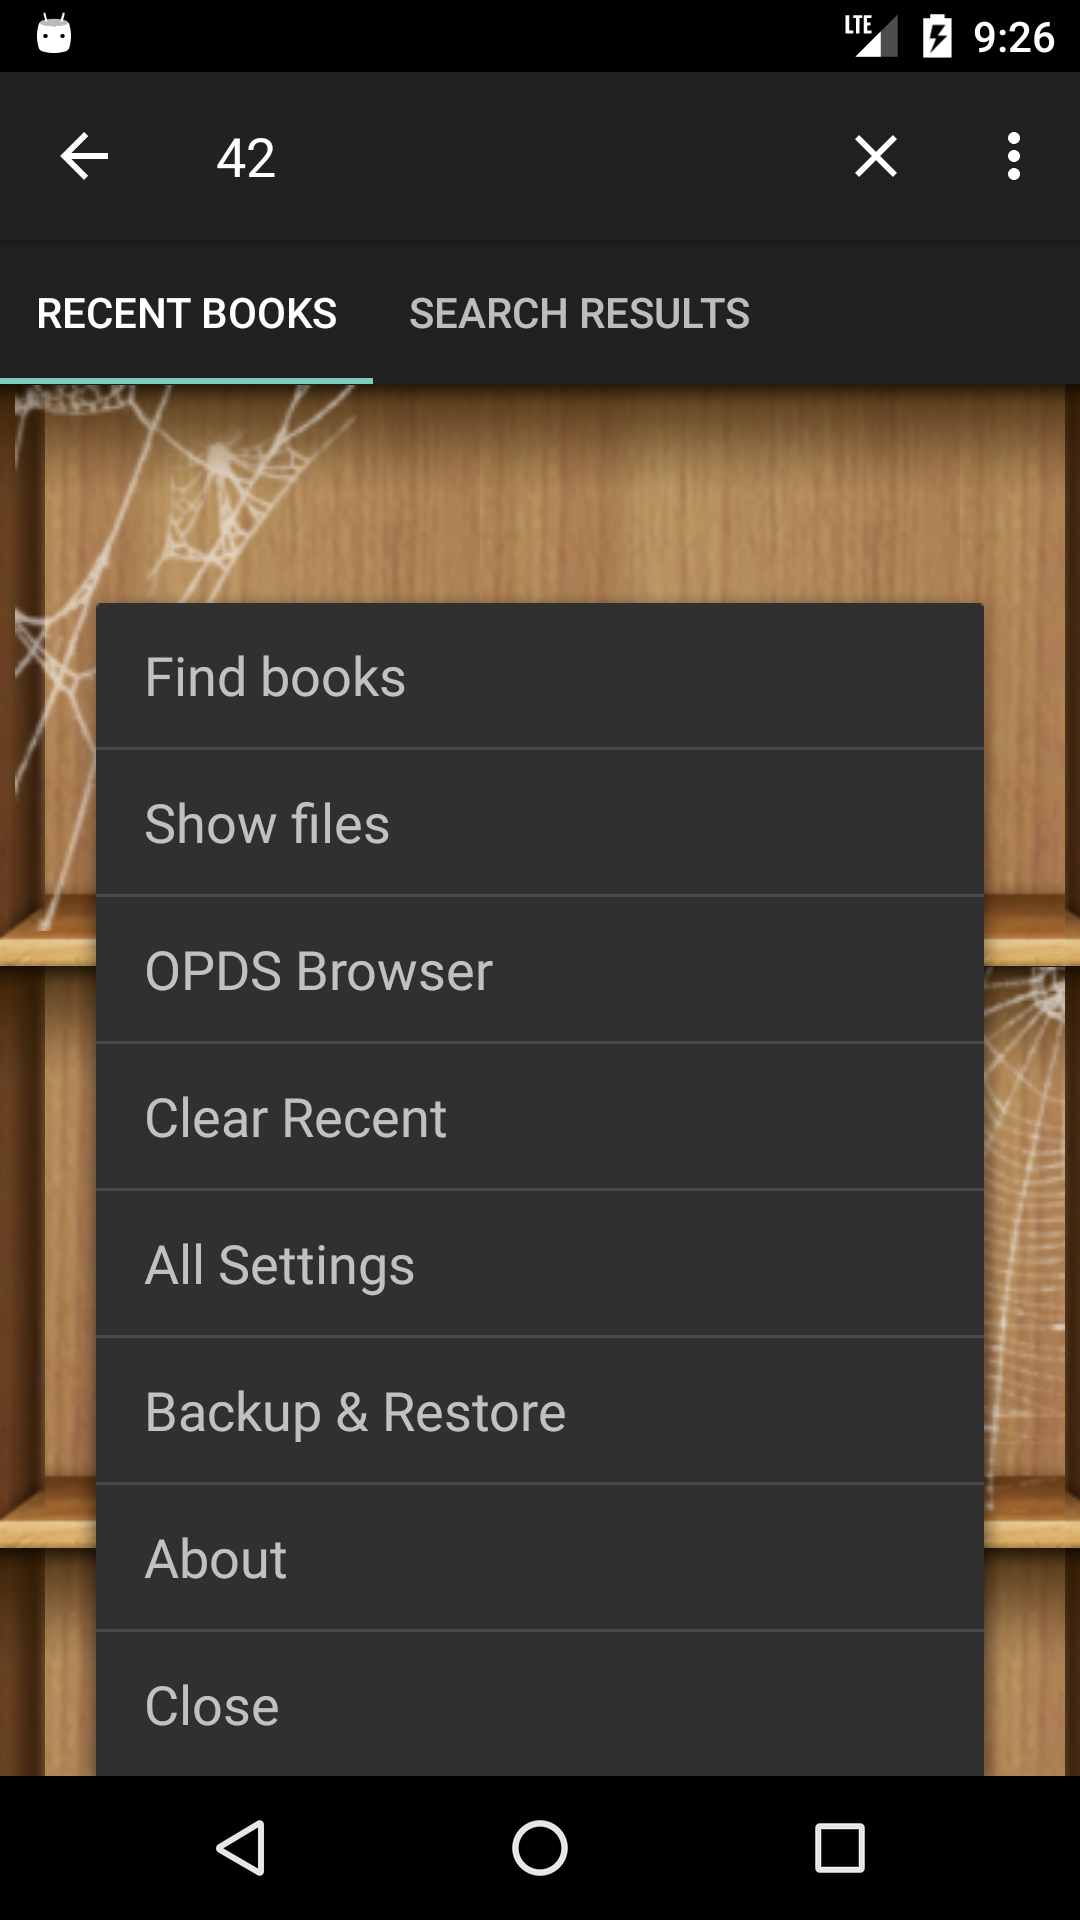 LTE 9:26
42
RECENT BOOKS SEARCH RESULTS
Find books
Show files
OPDS Browser
Clear Recent
All Settings
Backup & Restore
About
Close